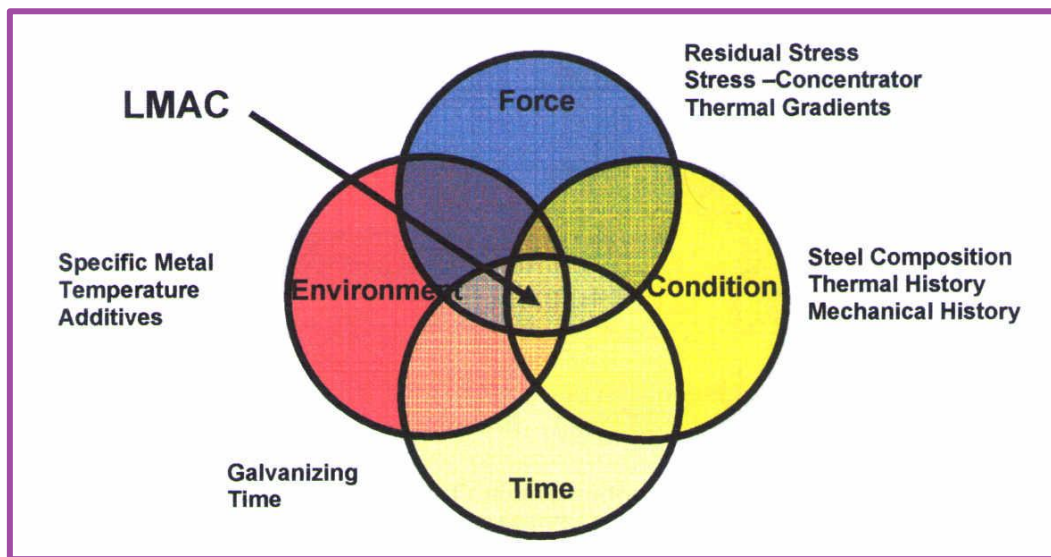 LMAC
Force
Residual Stress
Stress –Concentrator
Thermal Gradients
Specific Metal
Temperature
Additives
Environment
Condition
Steel Composition
Thermal History
Mechanical History
Galvanizing
Time
Time